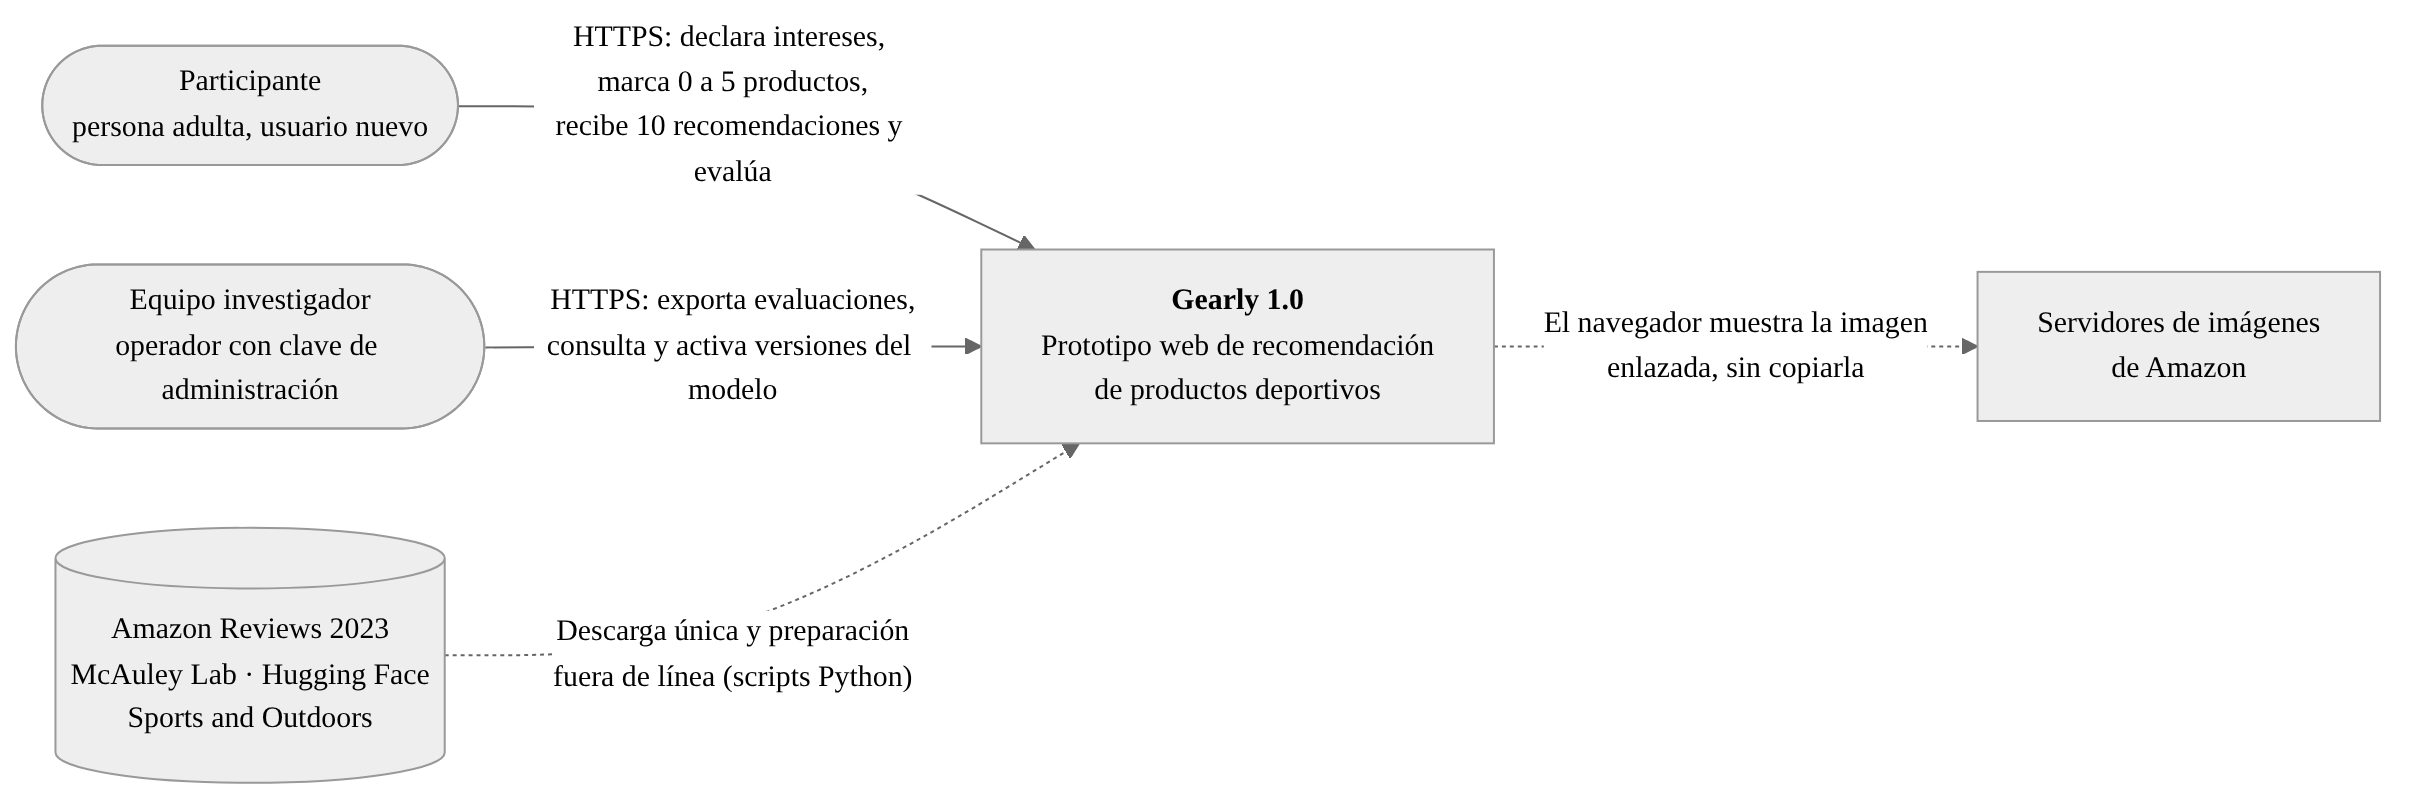 Participante
persona adulta, usuario nuevo
HTTPS: declara intereses,
marca 0 a 5 productos,
recibe 10 recomendaciones y
evalúa
Equipo investigador
operador con clave de
administración
HTTPS: exporta evaluaciones,
consulta y activa versiones del
modelo
Gearly 1.0
Prototipo web de recomendación
de productos deportivos
El navegador muestra la imagen
enlazada, sin copiarla
Servidores de imágenes
de Amazon
Amazon Reviews 2023
McAuley Lab · Hugging Face
Sports and Outdoors
Descarga única y preparación
fuera de línea (scripts Python)